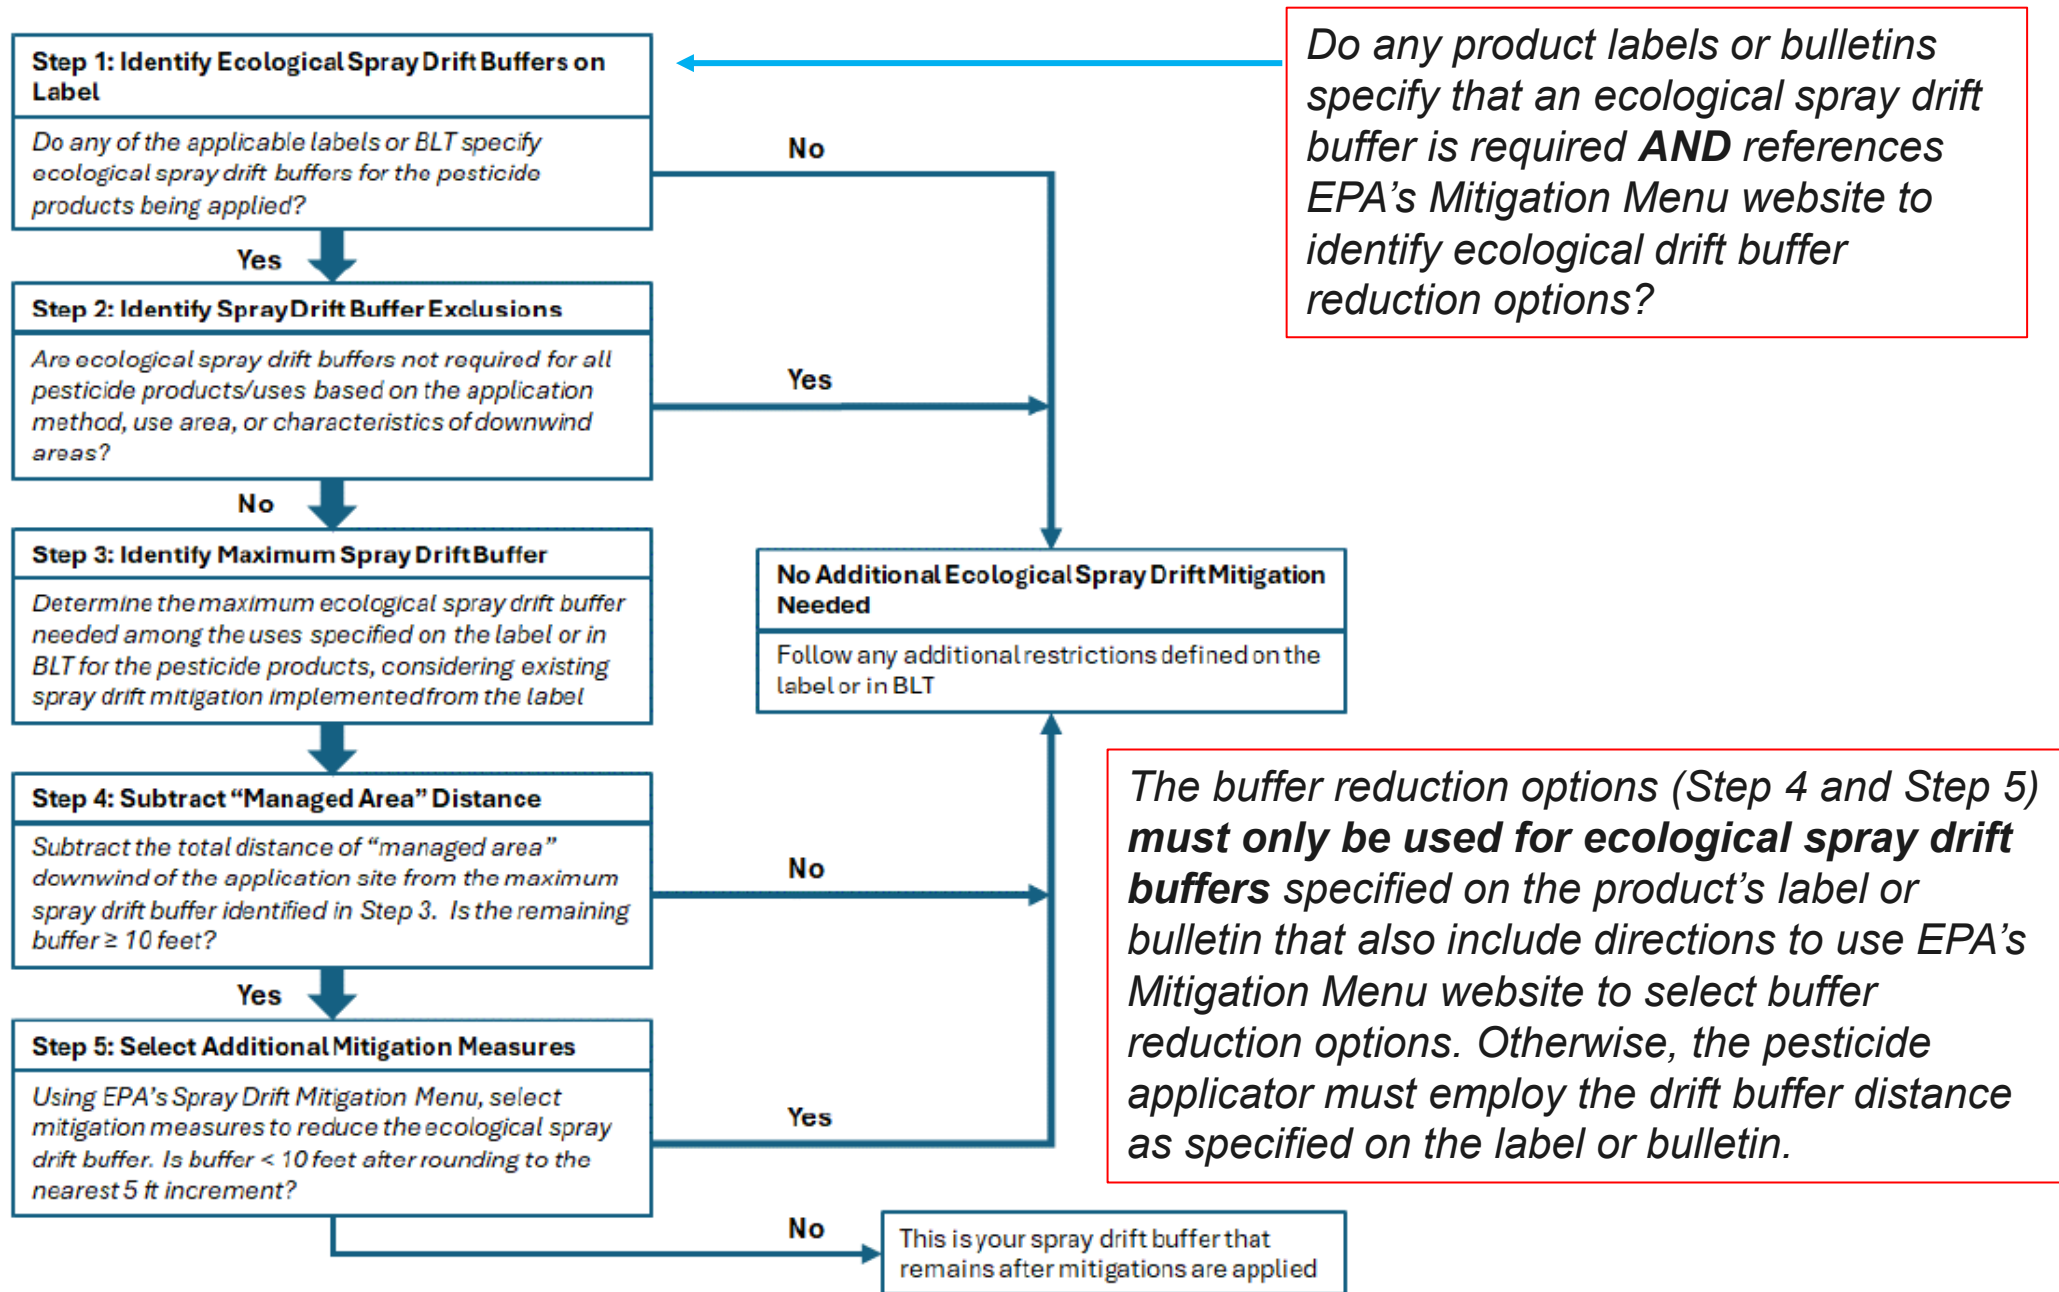 Step 1: Identify Ecological Spray Drift Buffers on
Label
Do any of the applicable labels or BLT specify
ecological spray drift buffers for the pesticide
products being applied?
No
Do any product labels or bulletins
specify that an ecological spray drift
buffer is required AND references
EPA’s Mitigation Menu website to
identify ecological drift buffer
reduction options?
Yes
Step 2: Identify Spray Drift Buffer Exclusions
Are ecological spray drift buffers not required for all
pesticide products/uses based on the application
method, use area, or characteristics of downwind
areas?
Yes
No
Step 3: Identify Maximum Spray Drift Buffer
Determine the maximum ecological spray drift buffer
needed among the uses specified on the label or in
BLT for the pesticide products, considering existing
spray drift mitigation implemented from the label
No Additional Ecological Spray Drift Mitigation
Needed
Follow any additional restrictions defined on the
label or in BLT
Step 4: Subtract “Managed Area” Distance
Subtract the total distance of “managed area”
downwind of the application site from the maximum
spray drift buffer identified in Step 3. Is the remaining
buffer ≥ 10 feet?
No
The buffer reduction options (Step 4 and Step 5)
must only be used for ecological spray drift
buffers specified on the product’s label or
bulletin that also include directions to use EPA’s
Mitigation Menu website to select buffer
reduction options. Otherwise, the pesticide
applicator must employ the drift buffer distance
as specified on the label or bulletin.
Yes
Step 5: Select Additional Mitigation Measures
Using EPA’s Spray Drift Mitigation Menu, select
mitigation measures to reduce the ecological spray
drift buffer. Is buffer < 10 feet after rounding to the
nearest 5 ft increment?
Yes
No
This is your spray drift buffer that
remains after mitigations are applied